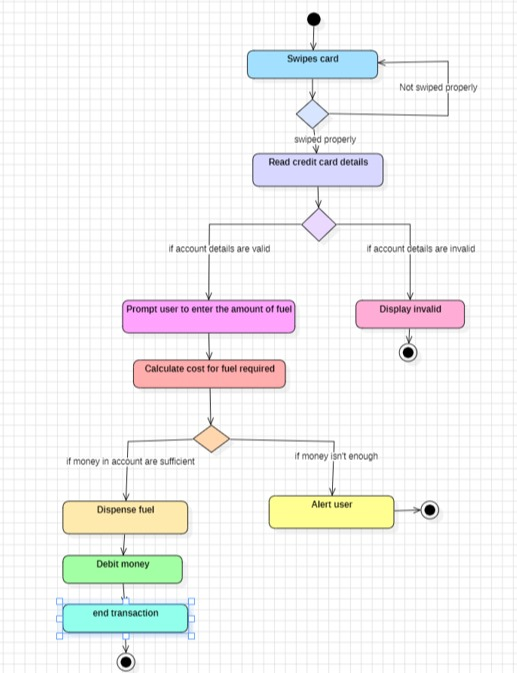 Swipes card
Not swiped properly
swiped properly
Read credit card details
if account details are valid
if account details are invalid
Prompt user to enter the amount of fuel
Display invalid
Calculate cost for fuel required
if money in account are sufficient
if money isn't enough
Dispense fuel
Alert user
Debit money
end transaction